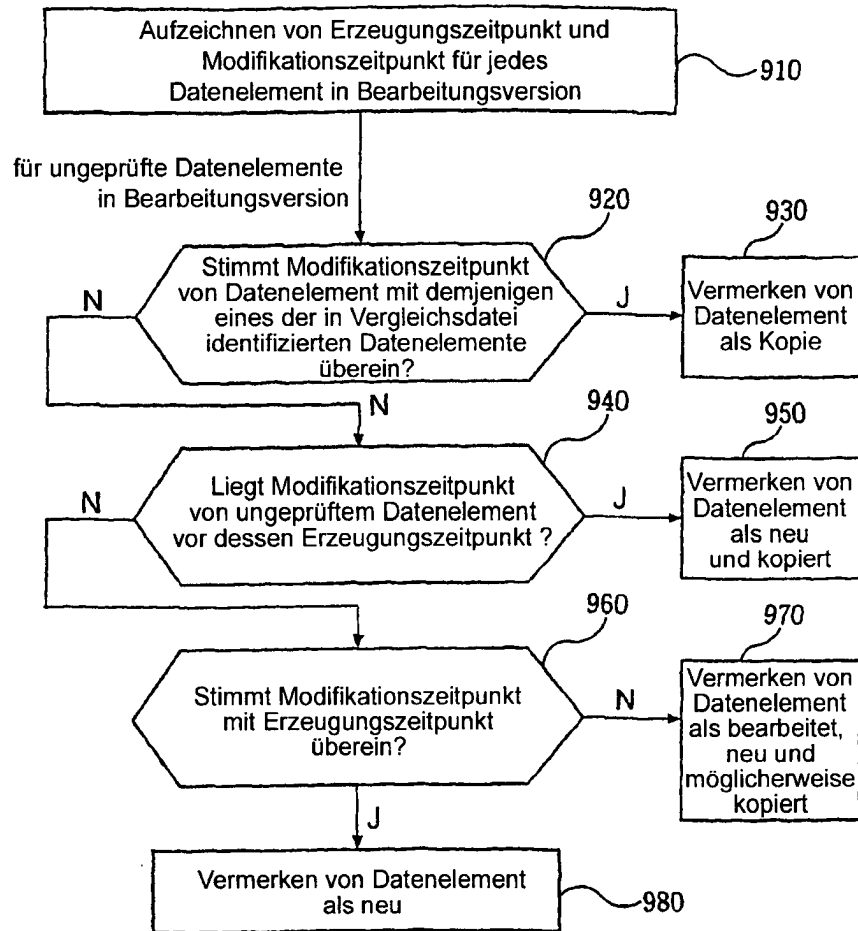 Aufzeichnen von Erzeugungszeitpunkt und
Modifikationszeitpunkt für jedes
Datenelement in Bearbeitungsversion
910
für ungeprüfte Datenelemente
in Bearbeitungsversion
920
Stimmt Modifikationszeitpunkt
von Datenelement mit demjenigen
eines der in Vergleichsdatei
identifizierten Datenelemente
überein?
N
J
930
Vermerken von
Datenelement
als Kopie
N
940
Liegt Modifikationszeitpunkt
von ungeprüftem Datenelement
vor dessen Erzeugungszeitpunkt ?
N
J
950
Vermerken von
Datenelement
als neu
und kopiert
960
Stimmt Modifikationszeitpunkt
mit Erzeugungszeitpunkt
überein?
N
970
Vermerken von
Datenelement
als bearbeitet,
neu und
möglicherweise
kopiert
J
Vermerken von Datenelement
als neu
980